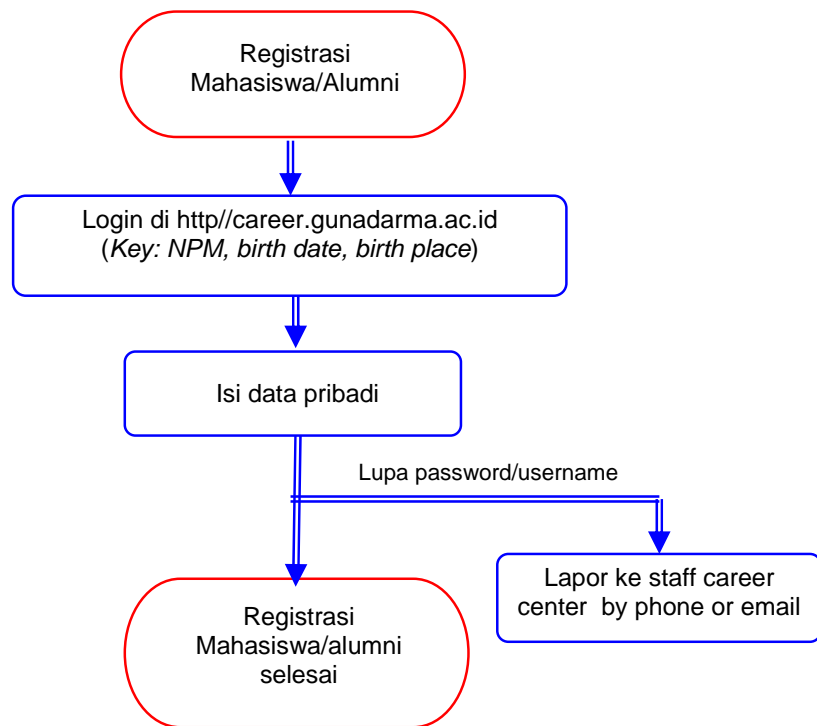 Registrasi
Mahasiswa/Alumni
Login di http//career.gunadarma.ac.id
(Key: NPM, birth date, birth place)
Isi data pribadi
Lupa password/username
Lapor ke staff career
center by phone or email
Registrasi
Mahasiswa/alumni
selesai